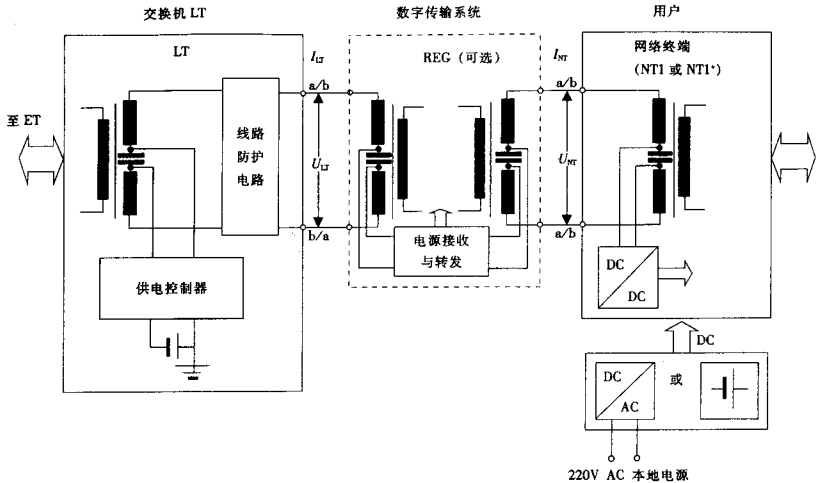 交换机 LT
数字传输系统
用户
LT
I_LT
REG (可选)
I_NT
网络终端
(NT1 或 NT1⁺)
a/b
a/b
至 ET
线路
防护
电路
U_LT
U_NT
b/a
a/b
电源接收
与转发
供电控制器
DC
DC
DC
DC
AC
或
220V AC 本地电源